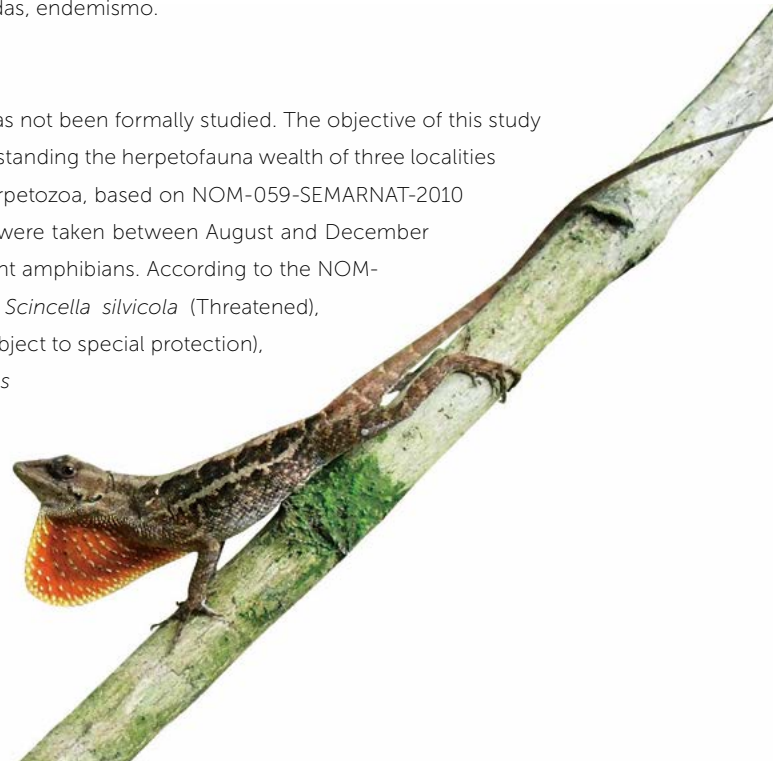 das, endemismo.
as not been formally studied. The objective of this study
standing the herpetofauna wealth of three localities
rpetozoa, based on NOM-059-SEMARNAT-2010
were taken between August and December
nt amphibians. According to the NOM-
Scincella silvicola (Threatened),
bject to special protection),
s